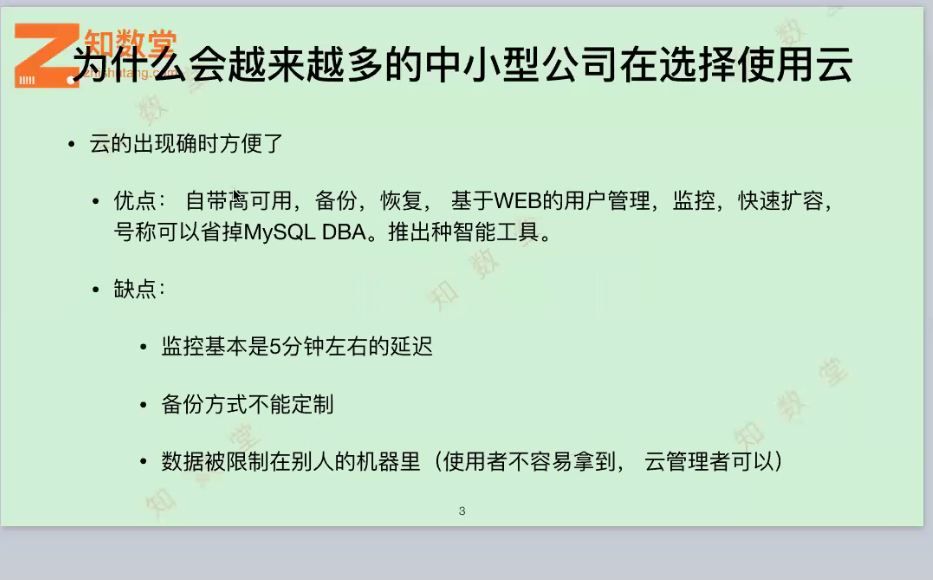 知数堂
zhishutang.com
为什么会越来越多的中小型公司在选择使用云
• 云的出现确时方便了
• 优点： 自带离可用，备份，恢复， 基于WEB的用户管理，监控，快速扩容，
号称可以省掉MySQL DBA。推出种智能工具。
• 缺点：
• 监控基本是5分钟左右的延迟
• 备份方式不能定制
• 数据被限制在别人的机器里（使用者不容易拿到， 云管理者可以）
知 数 堂
知 数 堂
知 数 堂
3